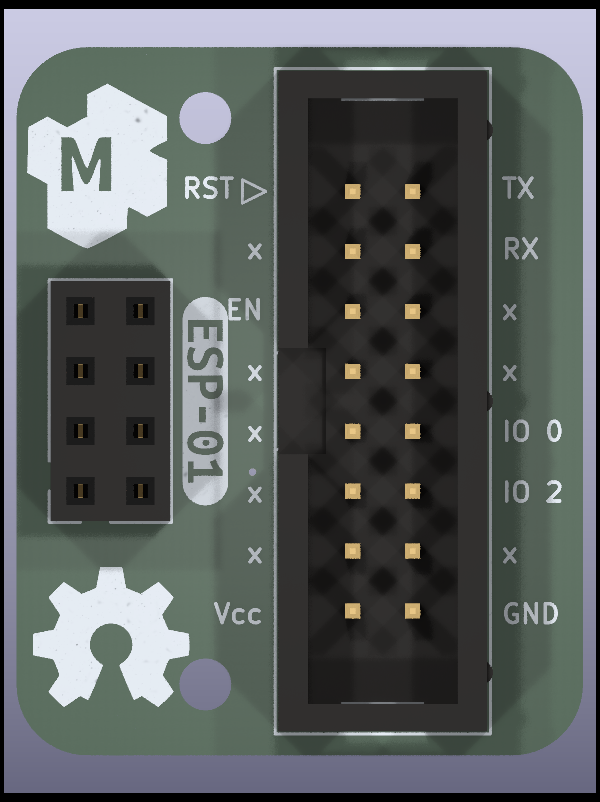 M
RST TX
x RX
EN x
x x
x IO 0
x IO 2
x x
Vcc GND
ESP-01